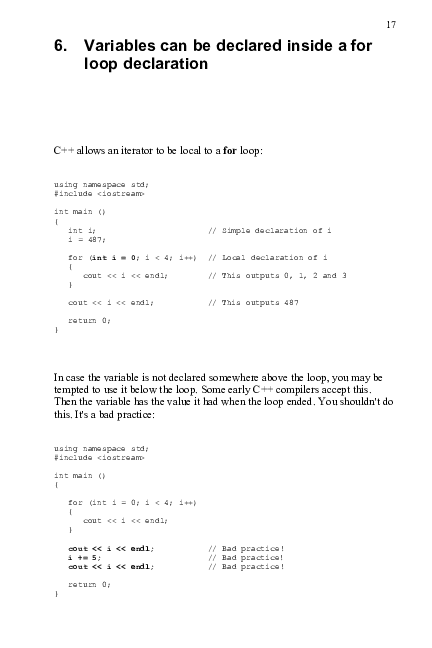 17
6. Variables can be declared inside a for
loop declaration
C++ allows an iterator to be local to a for loop:
using namespace std;
#include <iostream>
int main ()
{
int i; // Simple declaration of i
i = 487;
for (int i = 0; i < 4; i++) // Local declaration of i
{
cout << i << endl; // This outputs 0, 1, 2 and 3
}
cout << i << endl; // This outputs 487
return 0;
}
In case the variable is not declared somewhere above the loop, you may be
tempted to use it below the loop. Some early C++ compilers accept this.
Then the variable has the value it had when the loop ended. You shouldn't do
this. It's a bad practice:
using namespace std;
#include <iostream>
int main ()
{
for (int i = 0; i < 4; i++)
{
cout << i << endl;
}
cout << i << endl; // Bad practice!
i += 5; // Bad practice!
cout << i << endl; // Bad practice!
return 0;
}